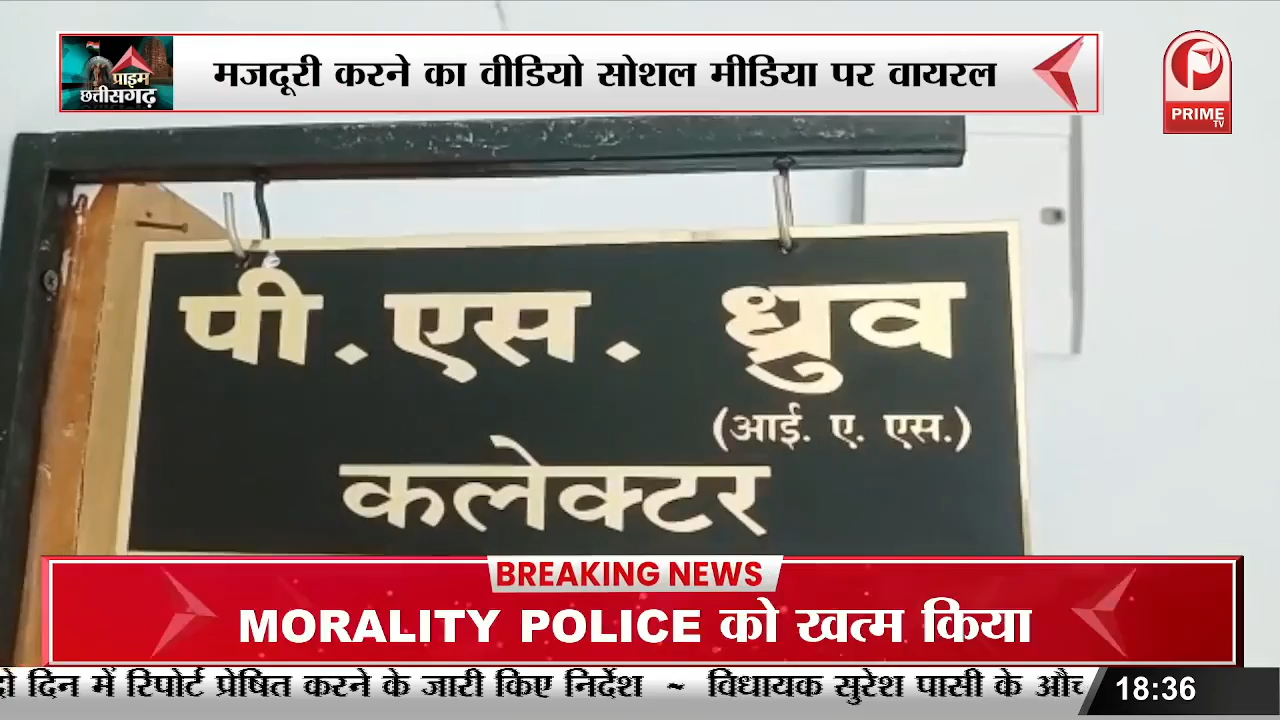 मजदूरी करने का वीडियो सोशल मीडिया पर वायरल
प्राइम
छत्तीसगढ़
PRIME
TV
पी. एस. ध्रुव
(आई. ए. एस.)
कलेक्टर
BREAKING NEWS
MORALITY POLICE को खत्म किया
दो दिन में रिपोर्ट प्रेषित करने के जारी किए निर्देश ~ विधायक सुरेश पासी के
18:36